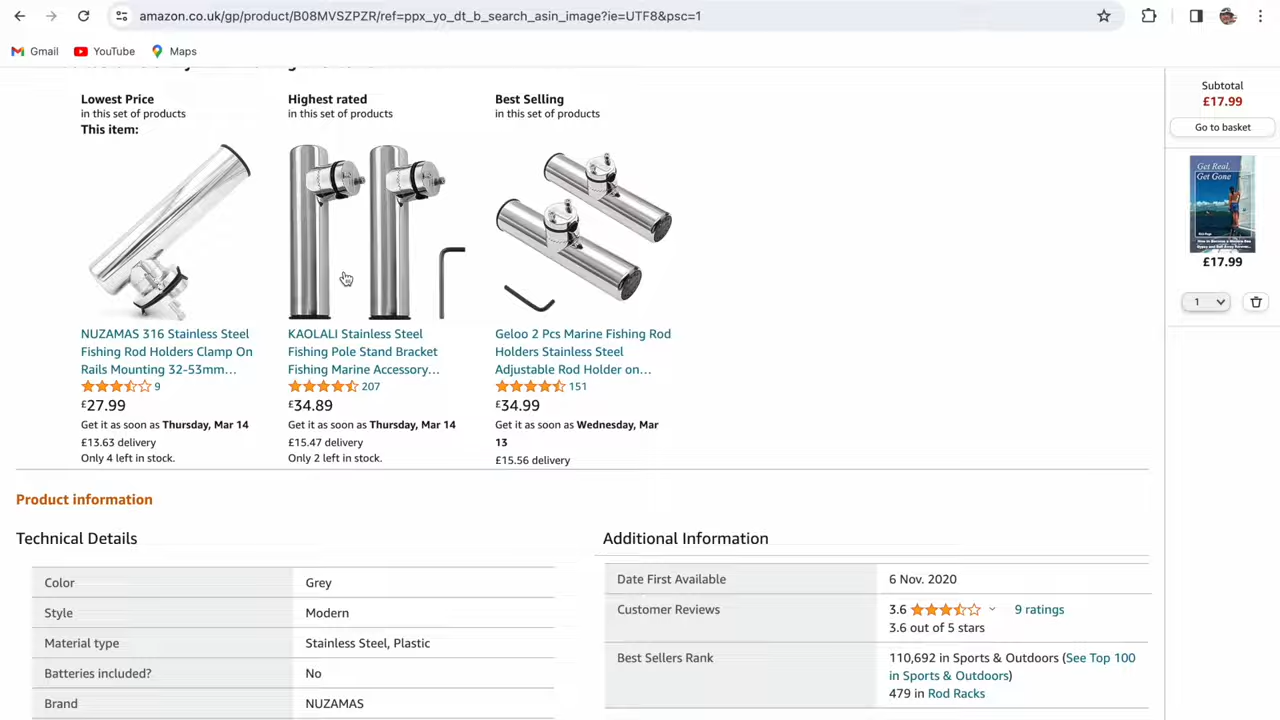 amazon.co.uk/gp/product/B08MVSZPZR/ref=ppx_yo_dt_b_search_asin_image?ie=UTF8&psc=1
Gmail
YouTube
Maps
Lowest Price
in this set of products
This item:
NUZAMAS 316 Stainless Steel
Fishing Rod Holders Clamp On
Rails Mounting 32-53mm…
9
£27.99
Get it as soon as Thursday, Mar 14
£13.63 delivery
Only 4 left in stock.
Highest rated
in this set of products
KAOLALI Stainless Steel
Fishing Pole Stand Bracket
Fishing Marine Accessory…
207
£34.89
Get it as soon as Thursday, Mar 14
£15.47 delivery
Only 2 left in stock.
Best Selling
in this set of products
Geloo 2 Pcs Marine Fishing Rod
Holders Stainless Steel
Adjustable Rod Holder on…
151
£34.99
Get it as soon as Wednesday, Mar
13
£15.56 delivery
Subtotal
£17.99
Go to basket
Get Real,
Get Gone
£17.99
1
Product information
Technical Details
Color Grey
Style Modern
Material type Stainless Steel, Plastic
Batteries included? No
Brand NUZAMAS
Additional Information
Date First Available 6 Nov. 2020
Customer Reviews 3.6 9 ratings
3.6 out of 5 stars
Best Sellers Rank 110,692 in Sports & Outdoors (See Top 100
in Sports & Outdoors)
479 in Rod Racks